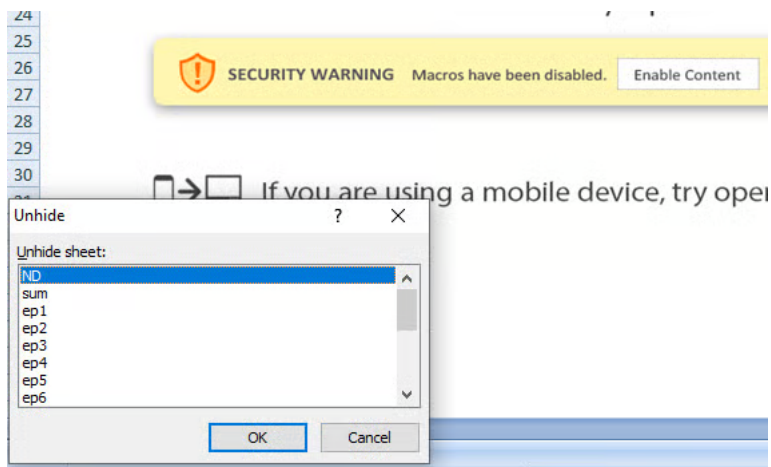 24
25
26
SECURITY WARNING Macros have been disabled. Enable Content
27
28
29
30
If you are using a mobile device, try oper
Unhide ? X
Unhide sheet:
ND
sum
ep1
ep2
ep3
ep4
ep5
ep6
OK Cancel